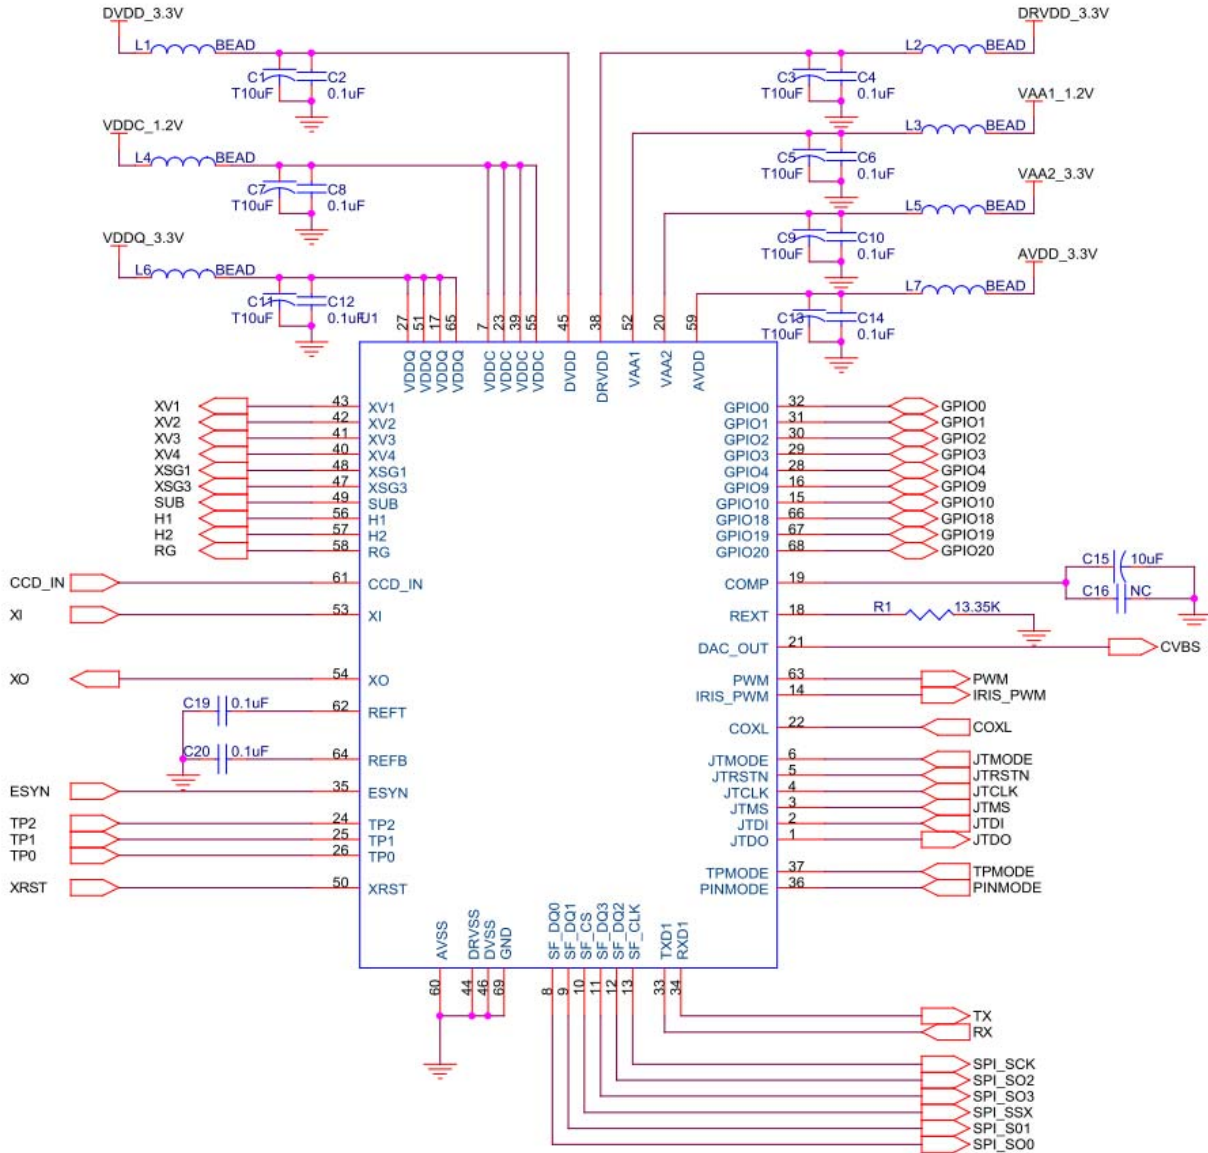 DVDD_3.3V
DRVDD_3.3V
L1 BEAD
L2 BEAD
C1 C2
T10uF 0.1uF
C3 C4
T10uF 0.1uF
VAA1_1.2V
VDDC_1.2V
L3 BEAD
L4 BEAD
C5 C6
T10uF 0.1uF
VAA2_3.3V
C7 C8
T10uF 0.1uF
L5 BEAD
C9 C10
T10uF 0.1uF
VDDQ_3.3V
AVDD_3.3V
L6 BEAD
L7 BEAD
C11 C12
T10uF 0.1uF
U1
C13 C14
T10uF 0.1uF
27 51 17 65 7 23 39 55 45 38 52 20 59
VDDQ VDDQ VDDQ VDDQ VDDC VDDC VDDC VDDC DVDD DRVDD VAA1 VAA2 AVDD
XV1 43 XV1 GPIO0 32 GPIO0
XV2 42 XV2 GPIO1 31 GPIO1
XV3 41 XV3 GPIO2 30 GPIO2
XV4 40 XV4 GPIO3 29 GPIO3
XSG1 48 XSG1 GPIO4 28 GPIO4
XSG3 47 XSG3 GPIO9 16 GPIO9
SUB 49 SUB GPIO10 15 GPIO10
H1 56 H1 GPIO18 66 GPIO18
H2 57 H2 GPIO19 67 GPIO19
RG 58 RG GPIO20 68 GPIO20
C15 10uF
CCD_IN 61 CCD_IN COMP 19
C16 NC
XI 53 XI REXT 18 R1 13.35K
DAC_OUT 21 CVBS
XO 54 XO PWM 63 PWM
IRIS_PWM 14 IRIS_PWM
C19 0.1uF 62 REFT
COXL 22 COXL
C20 0.1uF 64 REFB JTMODE 6 JTMODE
JTRSTN 5 JTRSTN
ESYN 35 ESYN JTCLK 4 JTCLK
JTMS 3 JTMS
TP2 24 TP2 JTDI 2 JTDI
TP1 25 TP1 JTDO 1 JTDO
TP0 26 TP0
TPMODE 37 TPMODE
XRST 50 XRST PINMODE 36 PINMODE
AVSS DRVSS DVSS GND SF_DQ0 SF_DQ1 SF_CS SF_DQ3 SF_DQ2 SF_CLK TXD1 RXD1
60 44 46 69 8 9 10 11 12 13 33 34
TX
RX
SPI_SCK
SPI_SO2
SPI_SO3
SPI_SSX
SPI_S01
SPI_SO0